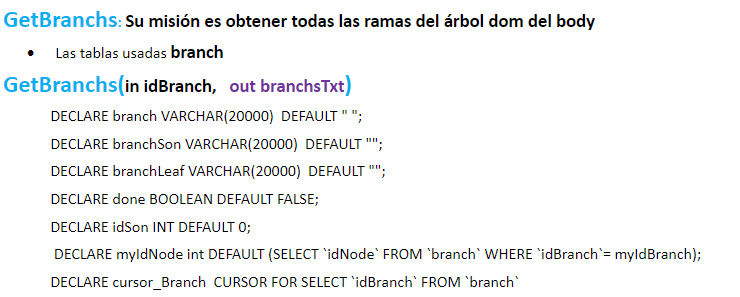 GetBranchs: Su misión es obtener todas las ramas del árbol dom del body
• Las tablas usadas branch
GetBranchs(in idBranch, out branchsTxt)
DECLARE branch VARCHAR(20000) DEFAULT " ";
DECLARE branchSon VARCHAR(20000) DEFAULT "";
DECLARE branchLeaf VARCHAR(20000) DEFAULT "";
DECLARE done BOOLEAN DEFAULT FALSE;
DECLARE idSon INT DEFAULT 0;
DECLARE myIdNode int DEFAULT (SELECT `idNode` FROM `branch` WHERE `idBranch`= myIdBranch);
DECLARE cursor_Branch CURSOR FOR SELECT `idBranch` FROM `branch`